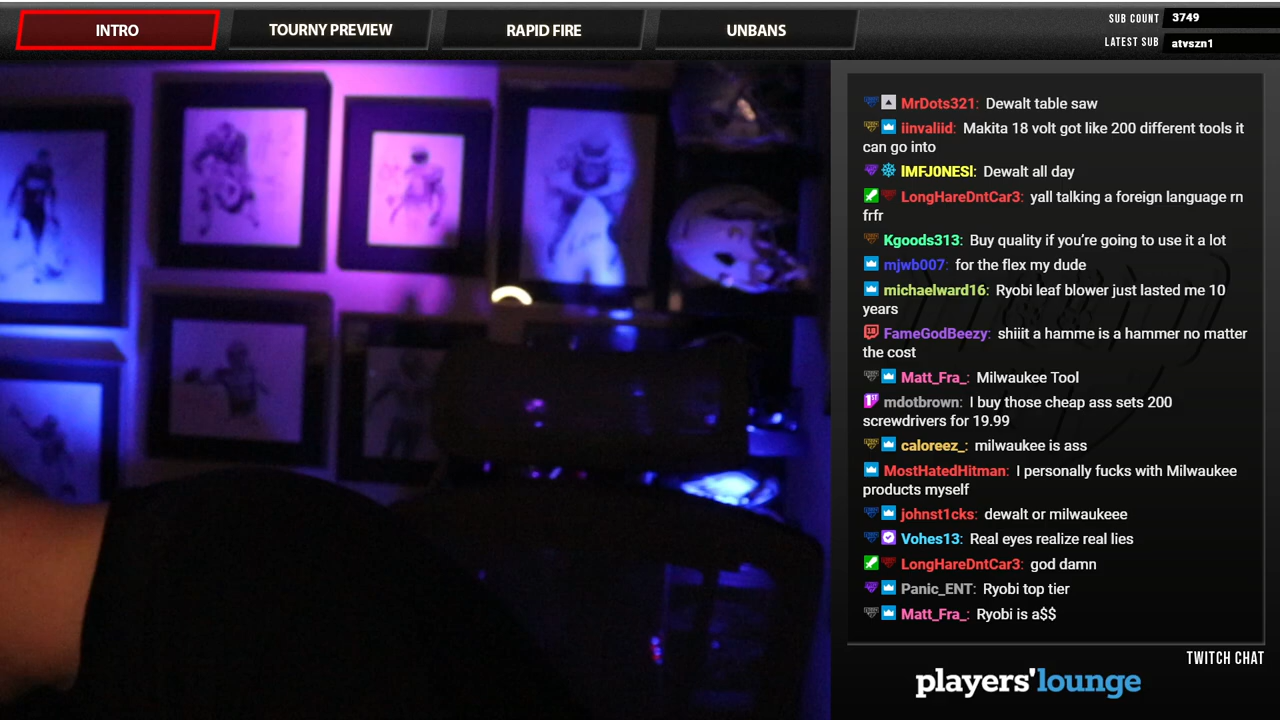 INTRO
TOURNY PREVIEW
RAPID FIRE
UNBANS
SUB COUNT 3749
LATEST SUB atvszn1
MrDots321: Dewalt table saw
iinvaliid: Makita 18 volt got like 200 different tools it
can go into
IMFJ0NESI: Dewalt all day
LongHareDntCar3: yall talking a foreign language rn
frfr
Kgoods313: Buy quality if you’re going to use it a lot
mjwb007: for the flex my dude
michaelward16: Ryobi leaf blower just lasted me 10
years
FameGodBeezy: shiiit a hamme is a hammer no matter
the cost
Matt_Fra_: Milwaukee Tool
mdotbrown: I buy those cheap ass sets 200
screwdrivers for 19.99
caloreez_: milwaukee is ass
MostHatedHitman: I personally fucks with Milwaukee
products myself
johnst1cks: dewalt or milwaukeee
Vohes13: Real eyes realize real lies
LongHareDntCar3: god damn
Panic_ENT: Ryobi top tier
Matt_Fra_: Ryobi is a$$
TWITCH CHAT
players'lounge